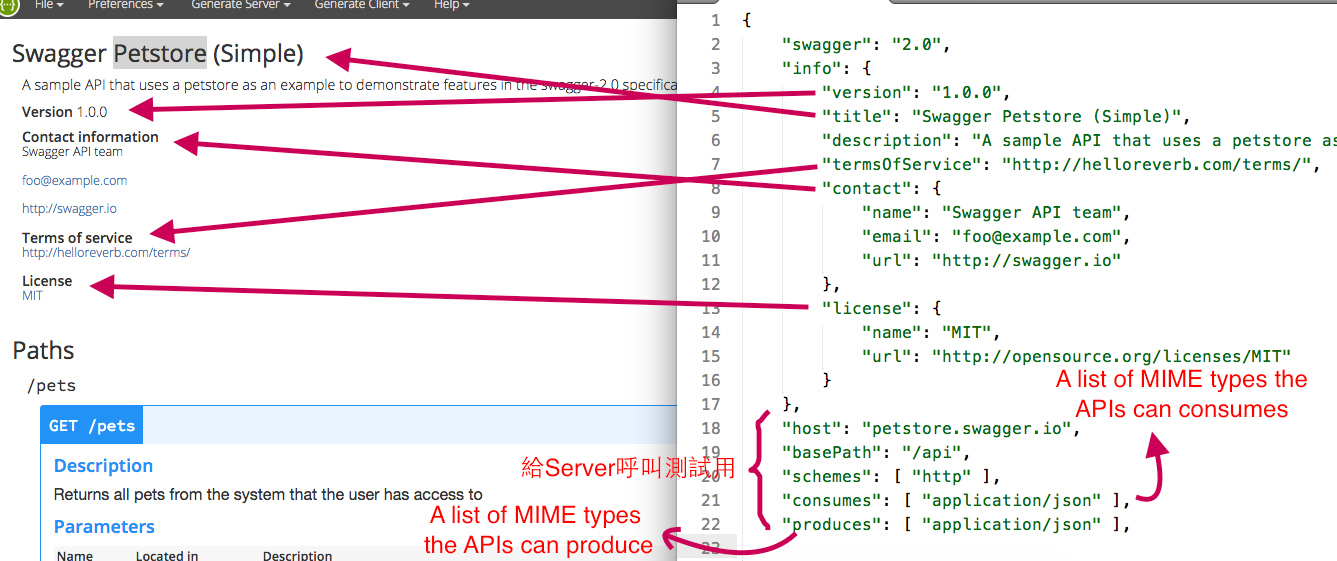 File
Preferences
Generate Server
Generate Client
Help
Swagger Petstore (Simple)
A sample API that uses a petstore as an example to demonstrate features in the swagger-2.0 specifica
Version 1.0.0
Contact information
Swagger API team
foo@example.com
http://swagger.io
Terms of service
http://helloreverb.com/terms/
License
MIT
Paths
/pets
GET /pets
Description
Returns all pets from the system that the user has access to
Parameters
Name Located in Description
1 {
2 "swagger": "2.0",
3 "info": {
4 "version": "1.0.0",
5 "title": "Swagger Petstore (Simple)",
6 "description": "A sample API that uses a petstore as
7 "termsOfService": "http://helloreverb.com/terms/",
8 "contact": {
9 "name": "Swagger API team",
10 "email": "foo@example.com",
11 "url": "http://swagger.io"
12 },
13 "license": {
14 "name": "MIT",
15 "url": "http://opensource.org/licenses/MIT"
16 }
17 },
18 "host": "petstore.swagger.io",
19 "basePath": "/api",
20 "schemes": [ "http" ],
21 "consumes": [ "application/json" ],
22 "produces": [ "application/json" ],
23
A list of MIME types the
APIs can consumes
給Server呼叫測試用
A list of MIME types
the APIs can produce